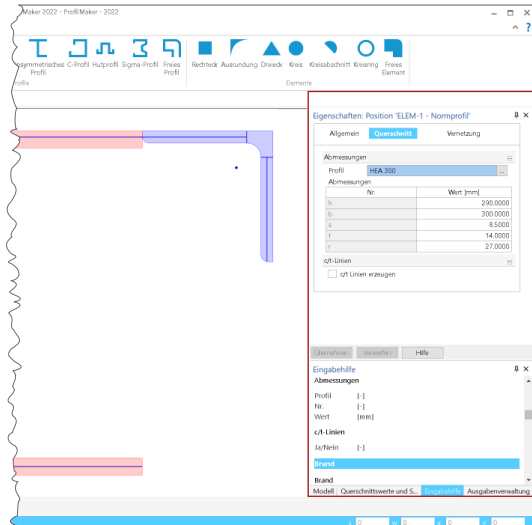 Maker 2022 - ProfilMaker - 2022
?
symmetrisches Profil
C-Profil
Hutprofil
Sigma-Profil
Freies Profil
Rechteck
Ausrundung
Dreieck
Kreis
Kreisabschnitt
Kreisring
Freies Element
rofile
Elemente
Eigenschaften: Position 'ELEM-1 - Normprofil'
Allgemein Querschnitt Vernetzung
Abmessungen
Profil HEA 300 ...
Abmessungen
Nr. Wert [mm]
h 290.0000
b 300.0000
s 8.5000
t 14.0000
r 27.0000
c/t-Linien
c/t Linien erzeugen
Übernehmen Verwerfen Hilfe
Eingabehilfe
Abmessungen
Profil [-]
Nr. [-]
Wert [mm]
c/t-Linien
Ja/Nein [-]
Brand
Brand
Modell Querschnittswerte und S... Eingabehilfe Ausgabenverwaltung
0 0 0 0